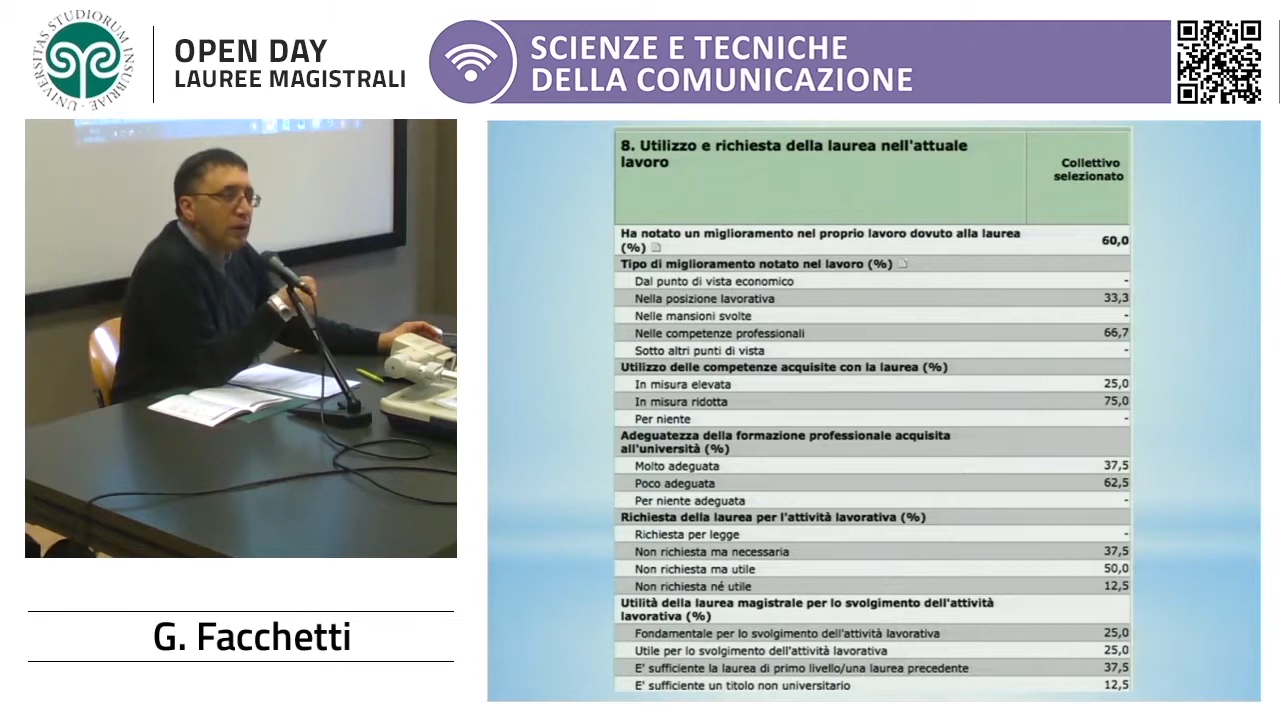 UNIVERSITAS STUDIORUM INSUBRIAE
OPEN DAY
LAUREE MAGISTRALI
SCIENZE E TECNICHE
DELLA COMUNICAZIONE
8. Utilizzo e richiesta della laurea nell'attuale
lavoro
Collettivo
selezionato
Ha notato un miglioramento nel proprio lavoro dovuto alla laurea
(%) 60,0
Tipo di miglioramento notato nel lavoro (%)
Dal punto di vista economico -
Nella posizione lavorativa 33,3
Nelle mansioni svolte -
Nelle competenze professionali 66,7
Sotto altri punti di vista -
Utilizzo delle competenze acquisite con la laurea (%)
In misura elevata 25,0
In misura ridotta 75,0
Per niente -
Adeguatezza della formazione professionale acquisita
all'università (%)
Molto adeguata 37,5
Poco adeguata 62,5
Per niente adeguata -
Richiesta della laurea per l'attività lavorativa (%)
Richiesta per legge -
Non richiesta ma necessaria 37,5
Non richiesta ma utile 50,0
Non richiesta né utile 12,5
Utilità della laurea magistrale per lo svolgimento dell'attività
lavorativa (%)
Fondamentale per lo svolgimento dell'attività lavorativa 25,0
Utile per lo svolgimento dell'attività lavorativa 25,0
E' sufficiente la laurea di primo livello/una laurea precedente 37,5
E' sufficiente un titolo non universitario 12,5
G. Facchetti